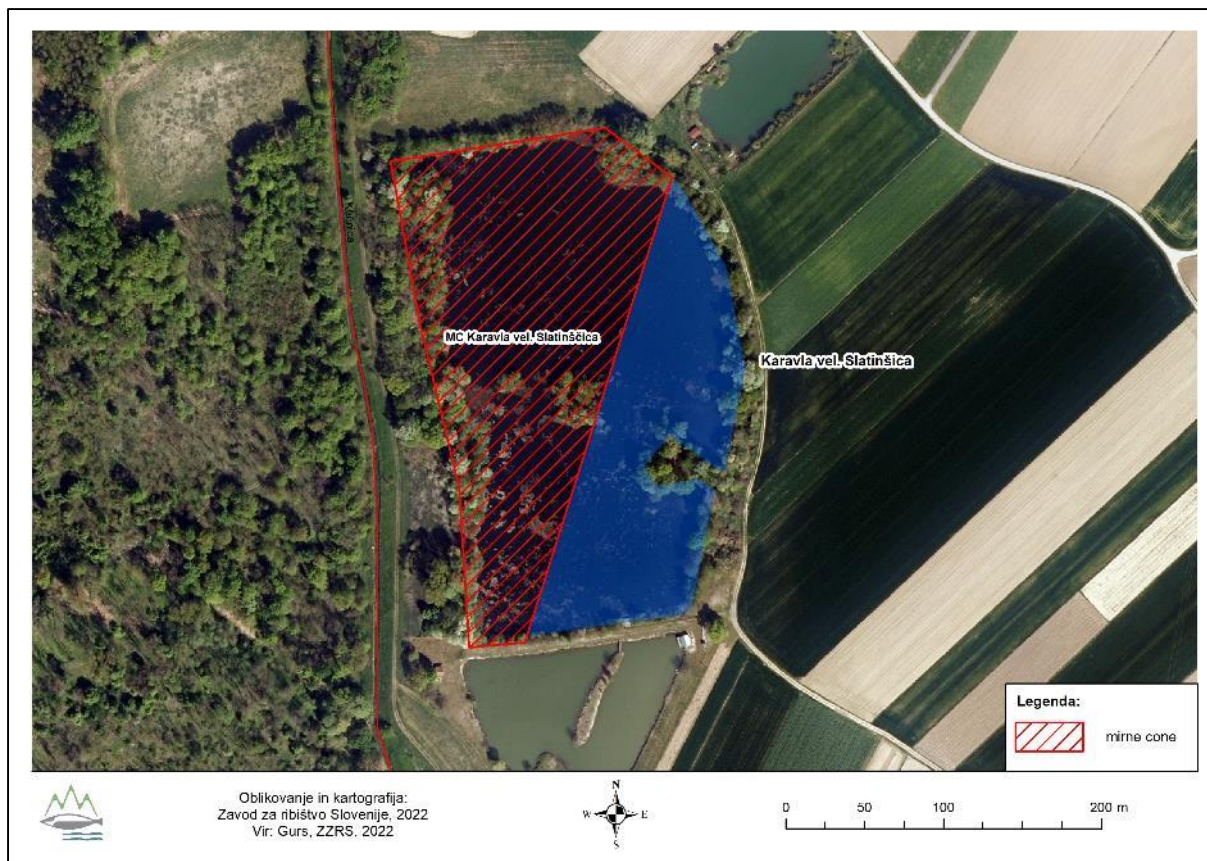 MC Karavla vel. Slatinščica
Karavla vel. Slatinšica
Legenda:
mirne cone
Oblikovanje in kartografija:
Zavod za ribištvo Slovenije, 2022
Vir: Gurs, ZZRS. 2022
N
W E
S
0 50 100 200 m